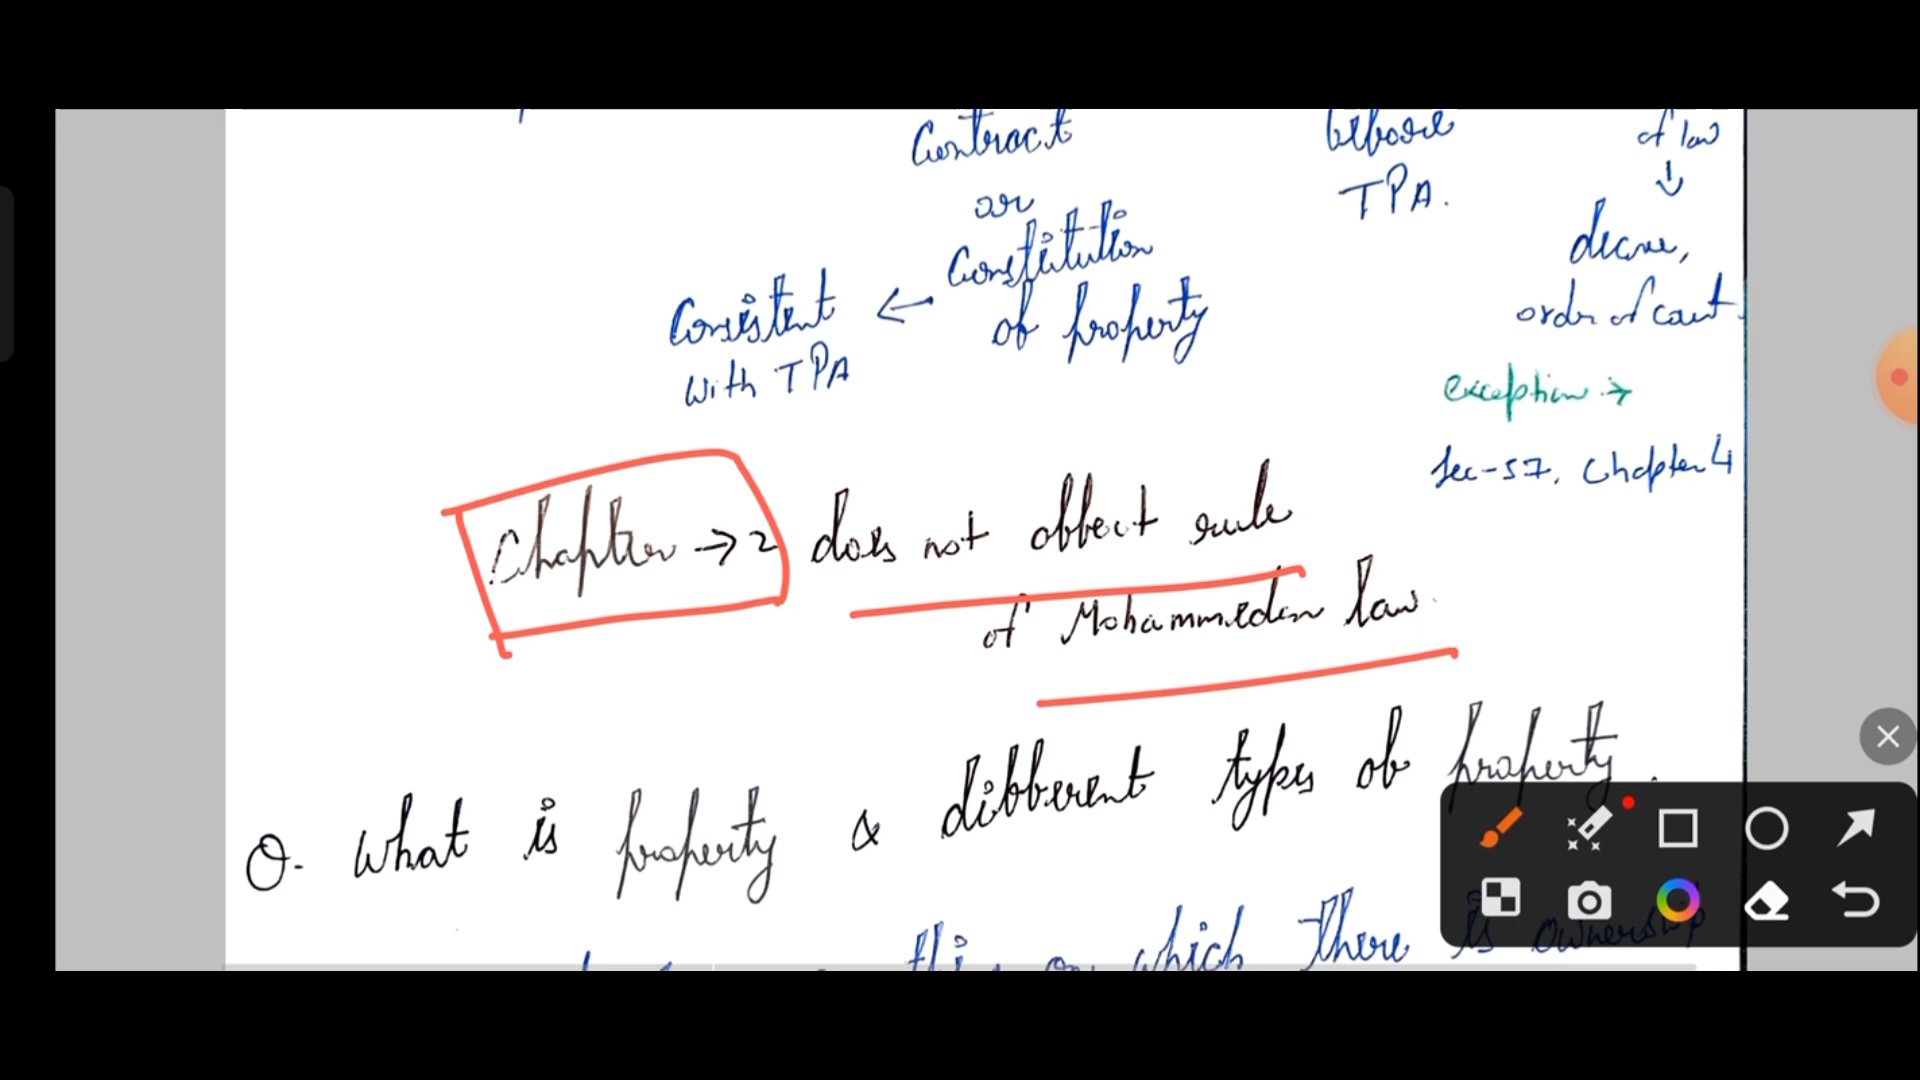 Contract
or
Constitution
of property
Consistent
with TPA
before
TPA.
of law
decree,
order of court.
exception →
Sec-57, Chapter 4
Chapter → 2 does not affect rule
of Mohammedan law.
Q. What is property & different types of property.
which there is ownership